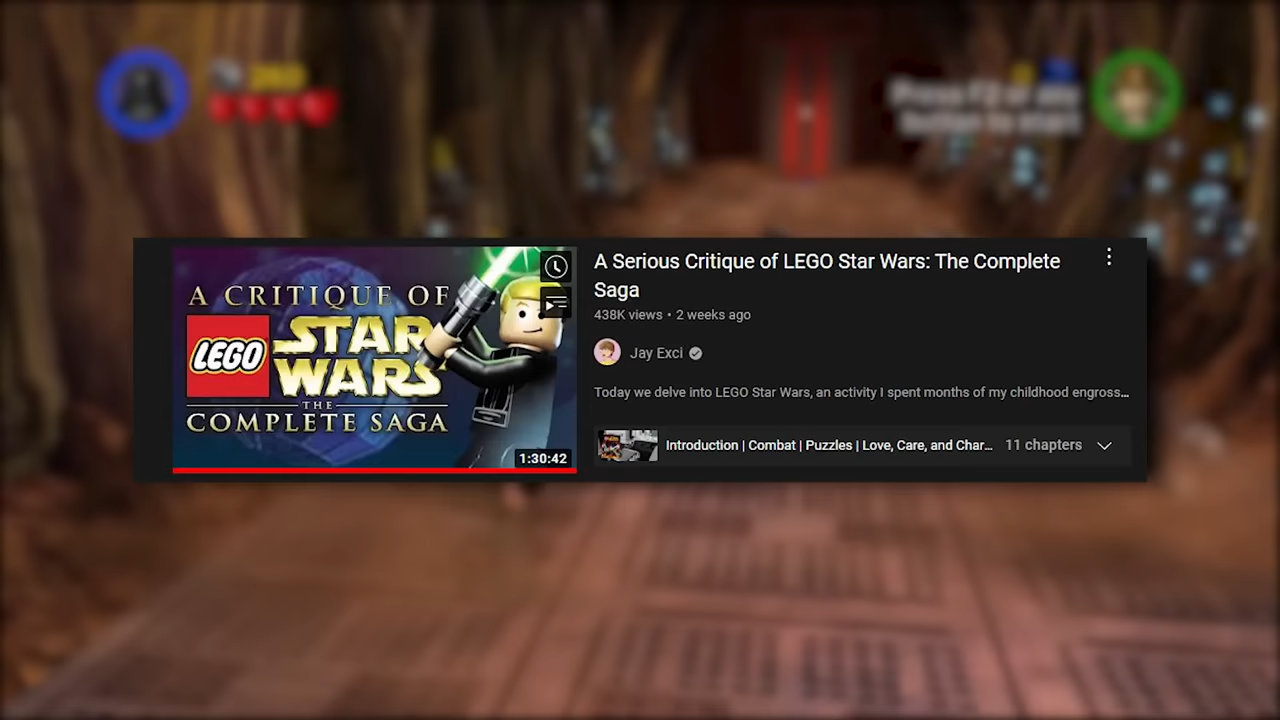 A CRITIQUE OF
LEGO STAR
WARS
THE
COMPLETE SAGA
1:30:42
A Serious Critique of LEGO Star Wars: The Complete
Saga
438K views • 2 weeks ago
Jay Exci
Today we delve into LEGO Star Wars, an activity I spent months of my childhood engross...
Introduction | Combat | Puzzles | Love, Care, and Char... 11 chapters